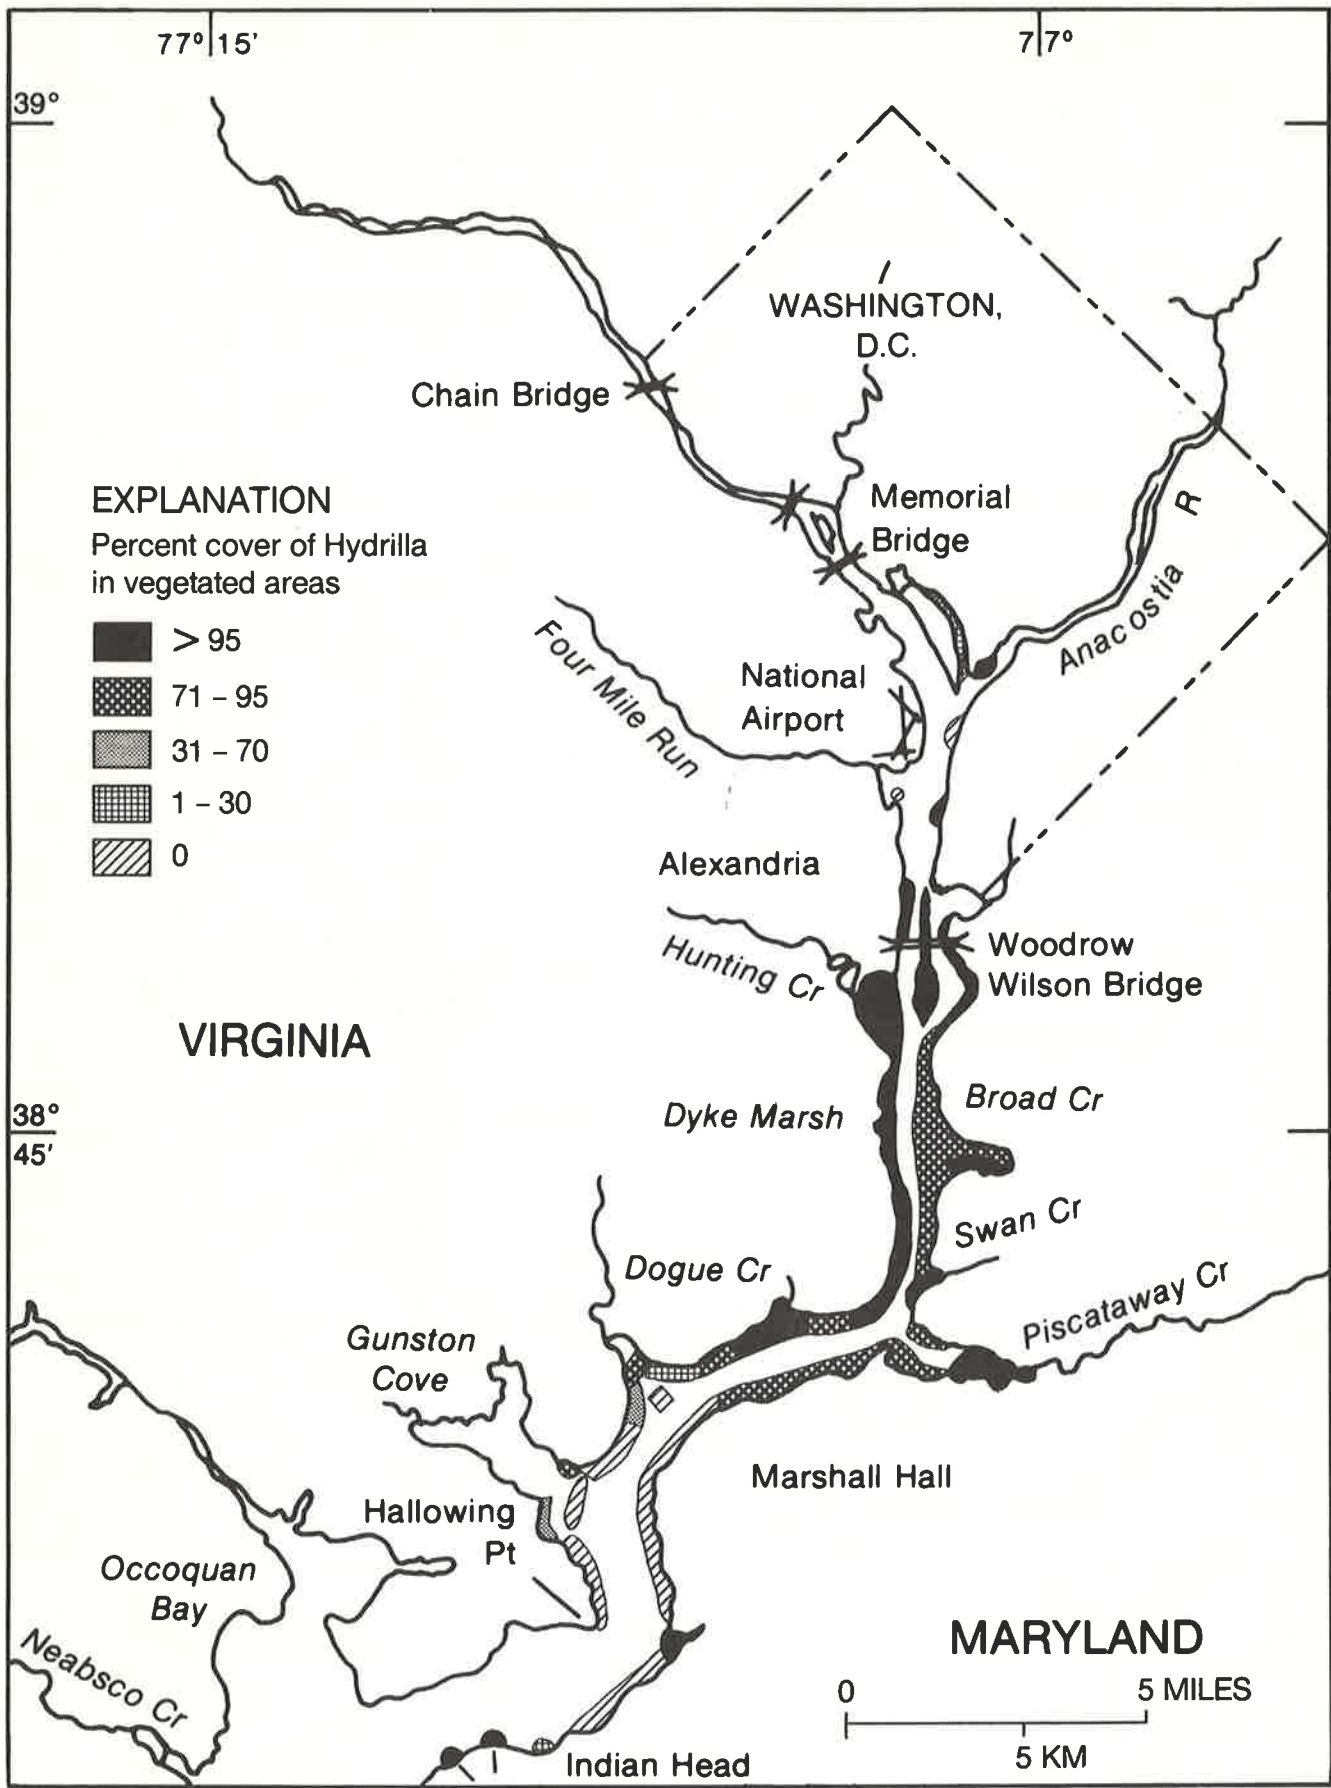 77° 15'
77°
39°
WASHINGTON,
D.C.
Chain Bridge
EXPLANATION
Percent cover of Hydrilla
in vegetated areas
> 95
71 – 95
31 – 70
1 – 30
0
Memorial
Bridge
Anacostia R
Four Mile Run
National
Airport
Alexandria
Hunting Cr
Woodrow
Wilson Bridge
VIRGINIA
38°
45'
Dyke Marsh
Broad Cr
Swan Cr
Dogue Cr
Piscataway Cr
Gunston
Cove
Marshall Hall
Hallowing
Pt
Occoquan
Bay
Neabsco Cr
MARYLAND
0 5 MILES
5 KM
Indian Head